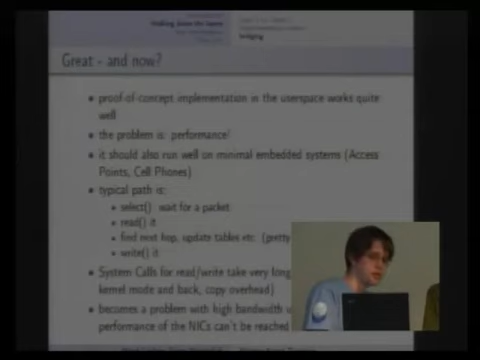 bridging
Great - and now?
proof-of-concept implementation in the userspace works quite
well
the problem is: performance!
it should also run well on minimal embedded systems (Access
Points, Cell Phones)
typical path is:
select() wait for a packet
read() it
find next hop, update tables etc. (pretty
write() it
System Calls for read/write take very long
kernel mode and back, copy overhead)
becomes a problem with high bandwidth
performance of the NICs can't be reached